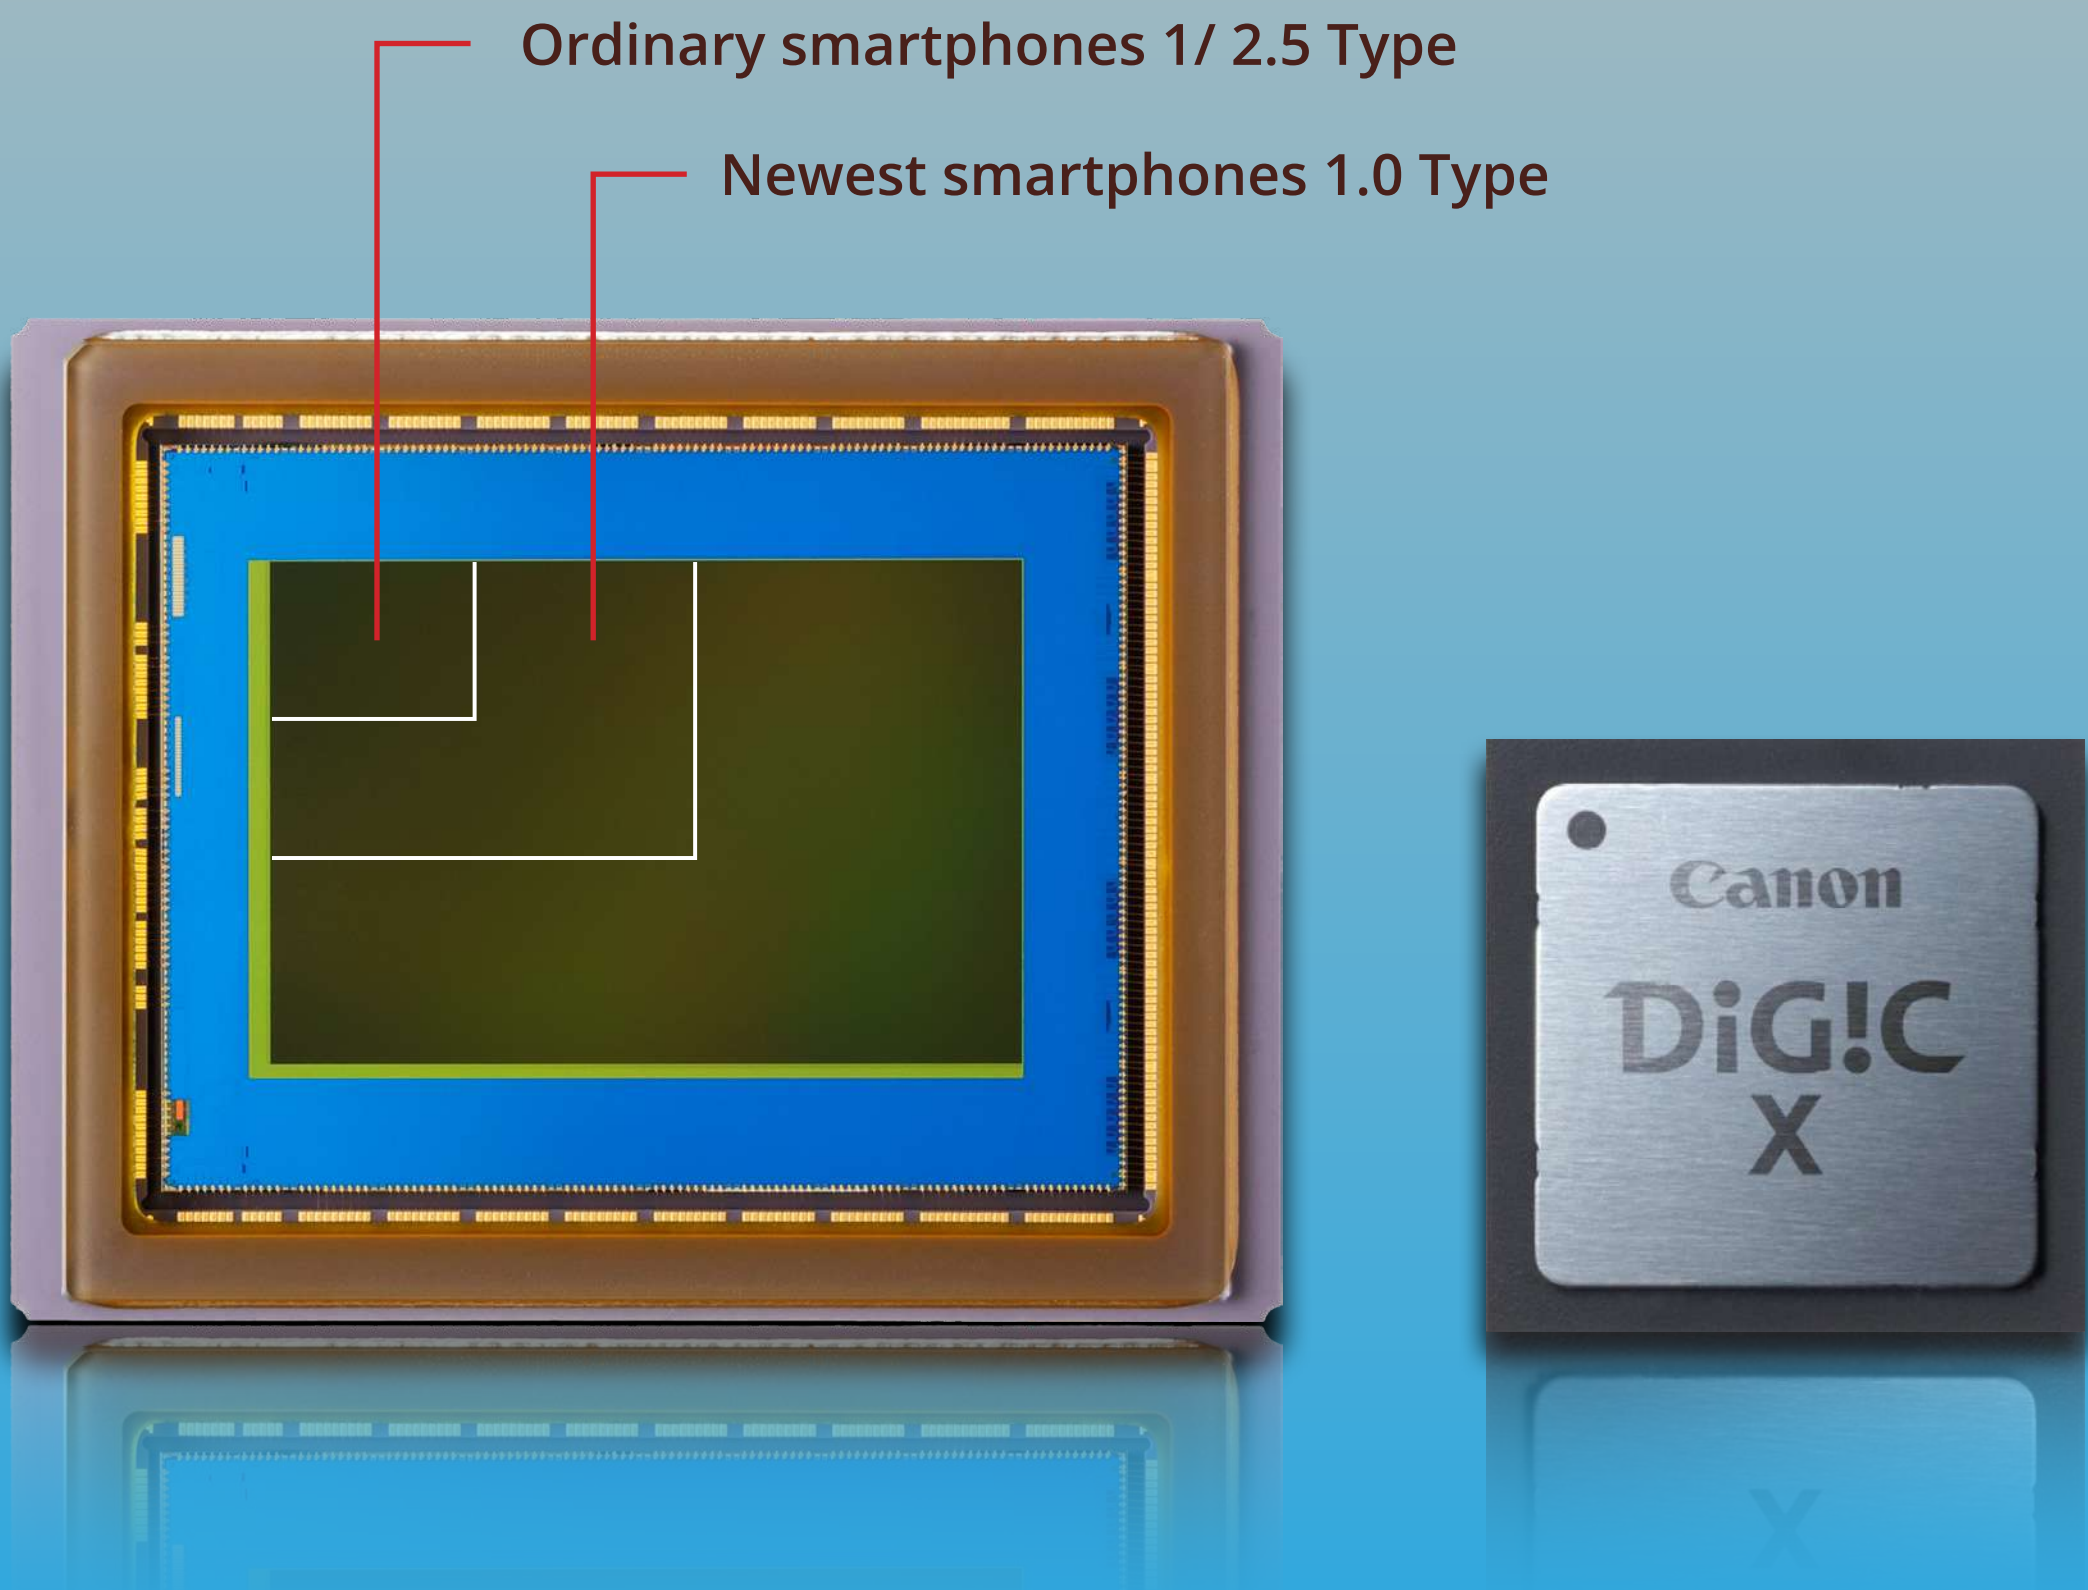 Ordinary smartphones 1/ 2.5 Type
Newest smartphones 1.0 Type
Canon
DiG!C
X
X